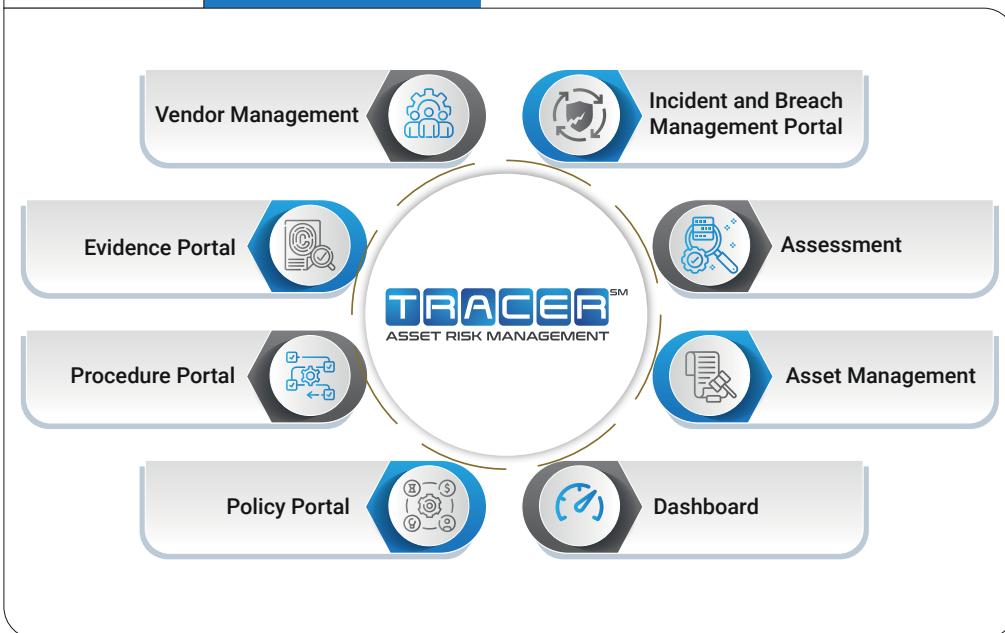 Vendor Management
Incident and Breach
Management Portal
Evidence Portal
Assessment
TRACER SM
ASSET RISK MANAGEMENT
Procedure Portal
Asset Management
Policy Portal
Dashboard